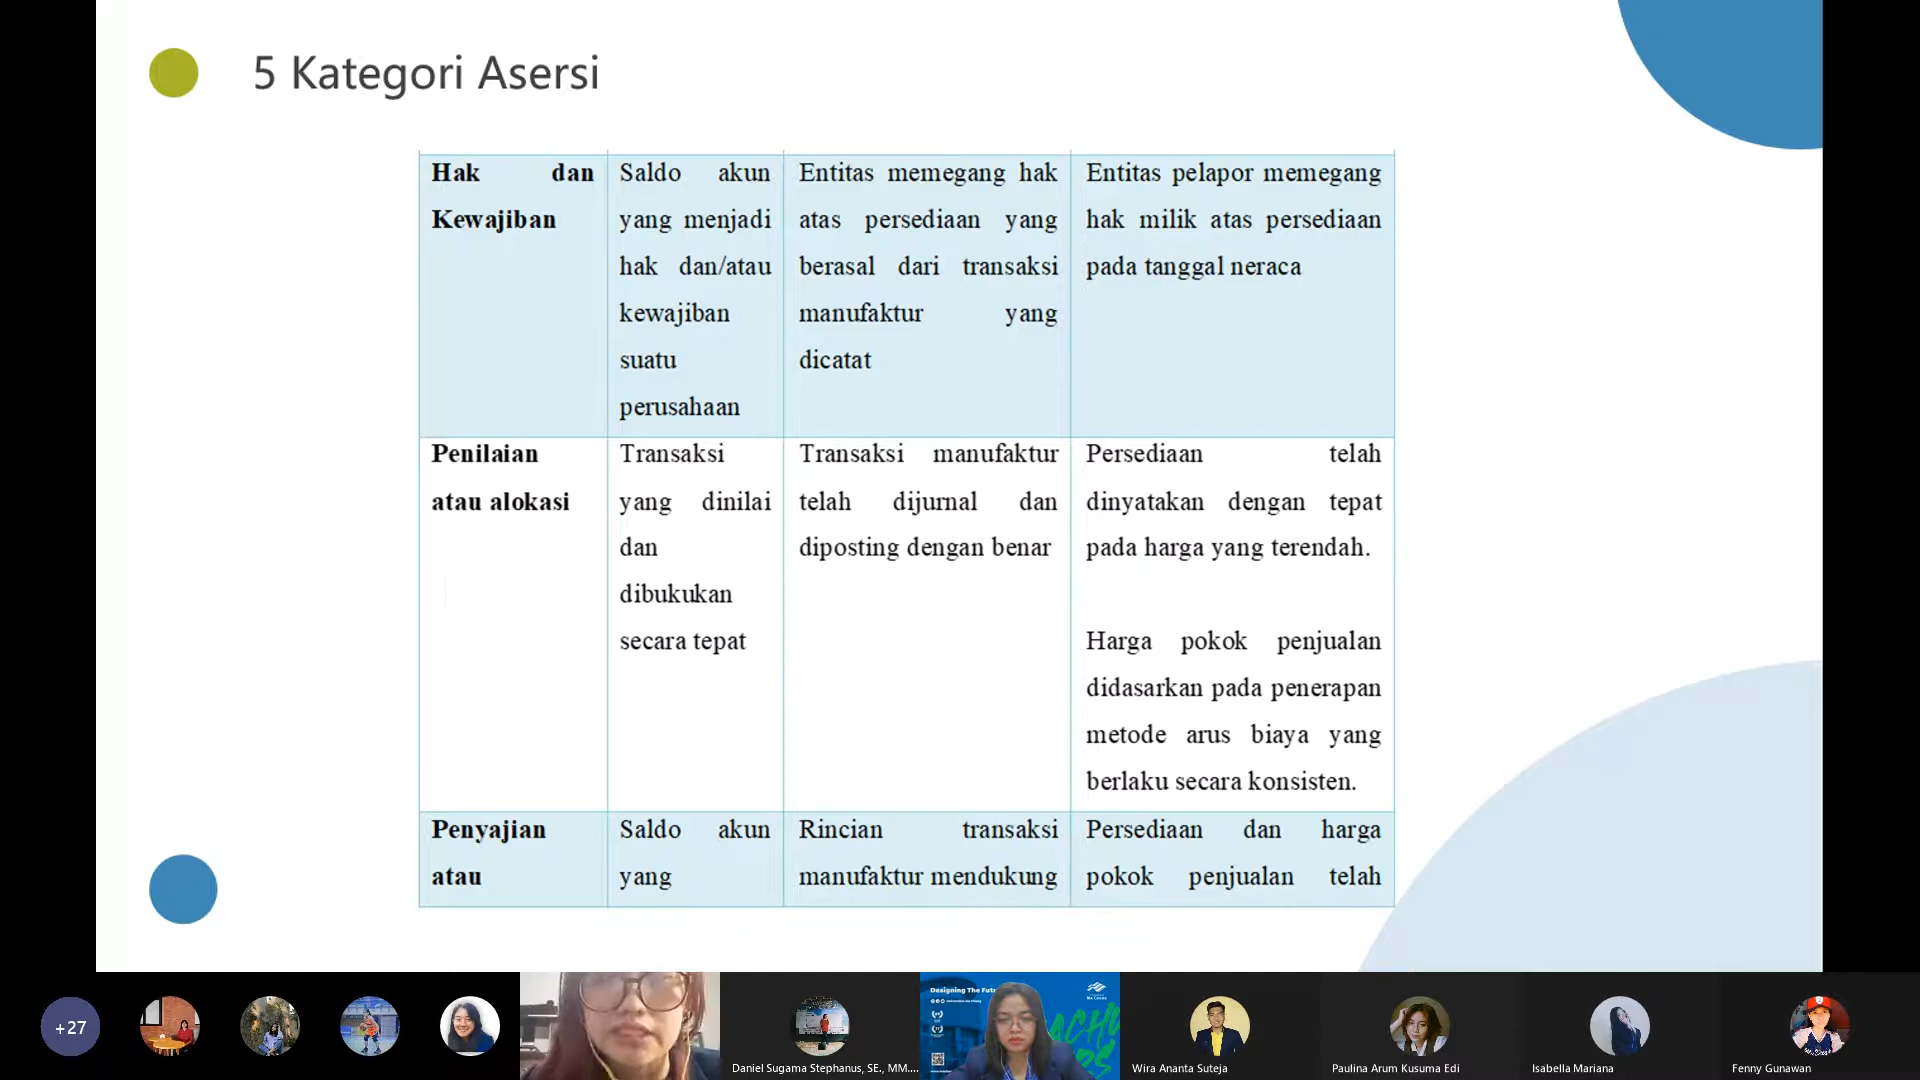 5 Kategori Asersi
Hak dan
Kewajiban
Saldo akun
yang menjadi
hak dan/atau
kewajiban
suatu
perusahaan
Entitas memegang hak
atas persediaan yang
berasal dari transaksi
manufaktur yang
dicatat
Entitas pelapor memegang
hak milik atas persediaan
pada tanggal neraca
Penilaian
atau alokasi
Transaksi
yang dinilai
dan
dibukukan
secara tepat
Transaksi manufaktur
telah dijurnal dan
diposting dengan benar
Persediaan telah
dinyatakan dengan tepat
pada harga yang terendah.
Harga pokok penjualan
didasarkan pada penerapan
metode arus biaya yang
berlaku secara konsisten.
Penyajian
atau
Saldo akun
yang
Rincian transaksi
manufaktur mendukung
Persediaan dan harga
pokok penjualan telah
+27
Designing The Futu
MA CHUNG
Daniel Sugama Stephanus, SE., MM....
Wira Ananta Suteja
Paulina Arum Kusuma Edi
Isabella Mariana
Fenny Gunawan